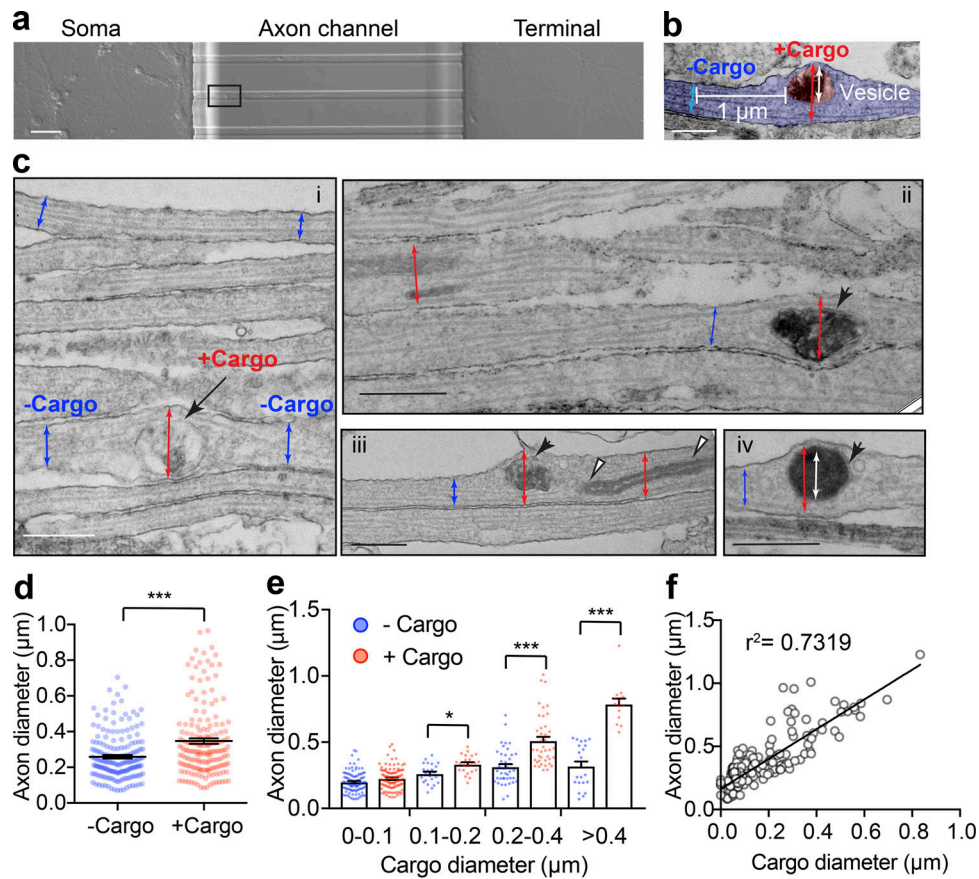 a
Soma Axon channel Terminal
b
+Cargo
-Cargo
Vesicle
1 µm
c
i
+Cargo
-Cargo -Cargo
ii
iii
iv
d
***
Axon diameter (µm)
1.0
0.8
0.6
0.4
0.2
0.0
-Cargo +Cargo
e
Axon diameter (µm)
1.5
1.0
0.5
0.0
- Cargo
+ Cargo
*
***
***
0-0.1 0.1-0.2 0.2-0.4 >0.4
Cargo diameter (µm)
f
Axon diameter (µm)
1.5
1.0
0.5
0.0
r²= 0.7319
0.0 0.2 0.4 0.6 0.8 1.0
Cargo diameter (µm)